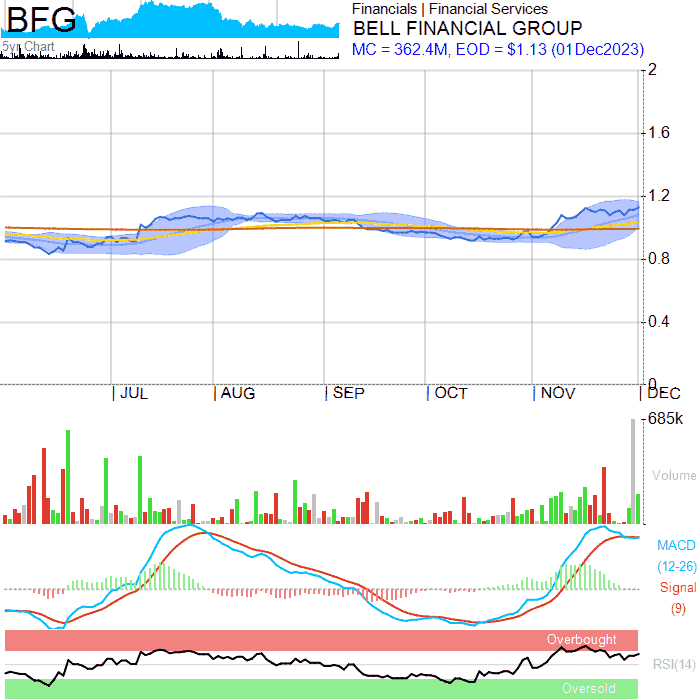 BFG
5yr Chart
Financials | Financial Services
BELL FINANCIAL GROUP
MC = 362.4M, EOD = $1.13 (01Dec2023)
2
1.6
1.2
0.8
0.4
0
JUL AUG SEP OCT NOV DEC
685k
Volume
MACD
(12-26)
Signal
(9)
Overbought
RSI(14)
Oversold